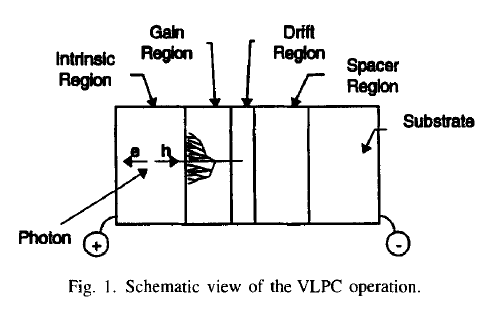 Gain
Region
Drift
Region
Intrinsic
Region
Spacer
Region
Substrate
e
h
Photon
+
-
Fig. 1. Schematic view of the VLPC operation.